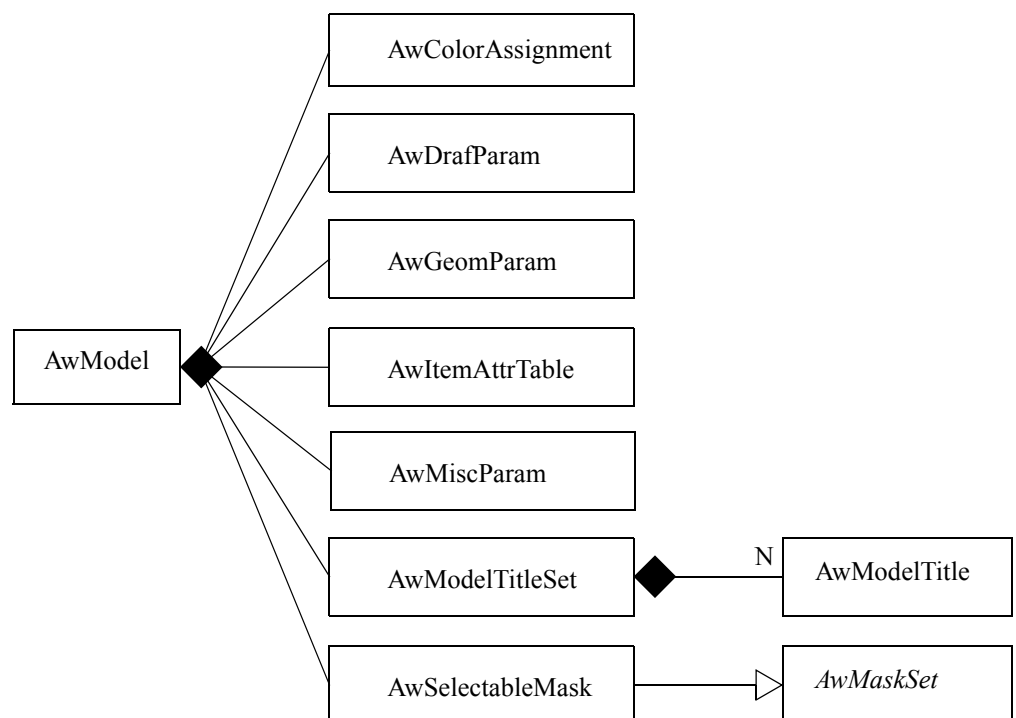 AwColorAssignment
AwDrafParam
AwGeomParam
AwModel
AwItemAttrTable
AwMiscParam
AwModelTitleSet
N
AwModelTitle
AwSelectableMask
AwMaskSet